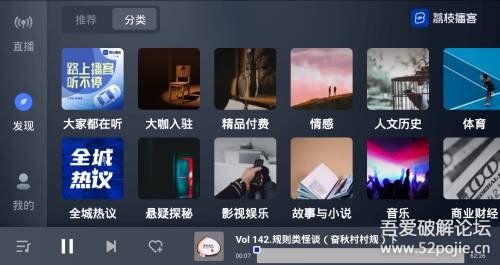 推荐
分类
荔枝播客
直播
发现
我的
路上播客
听不停
大家都在听
大咖入驻
精品付费
情感
人文历史
体育
全城
热议
全城热议
悬疑探秘
影视娱乐
故事与小说
音乐
商业财经
Vol 142.规则类怪谈（奋秋村村规）下
00:07
62:26
吾爱破解论坛
www.52pojie.cn